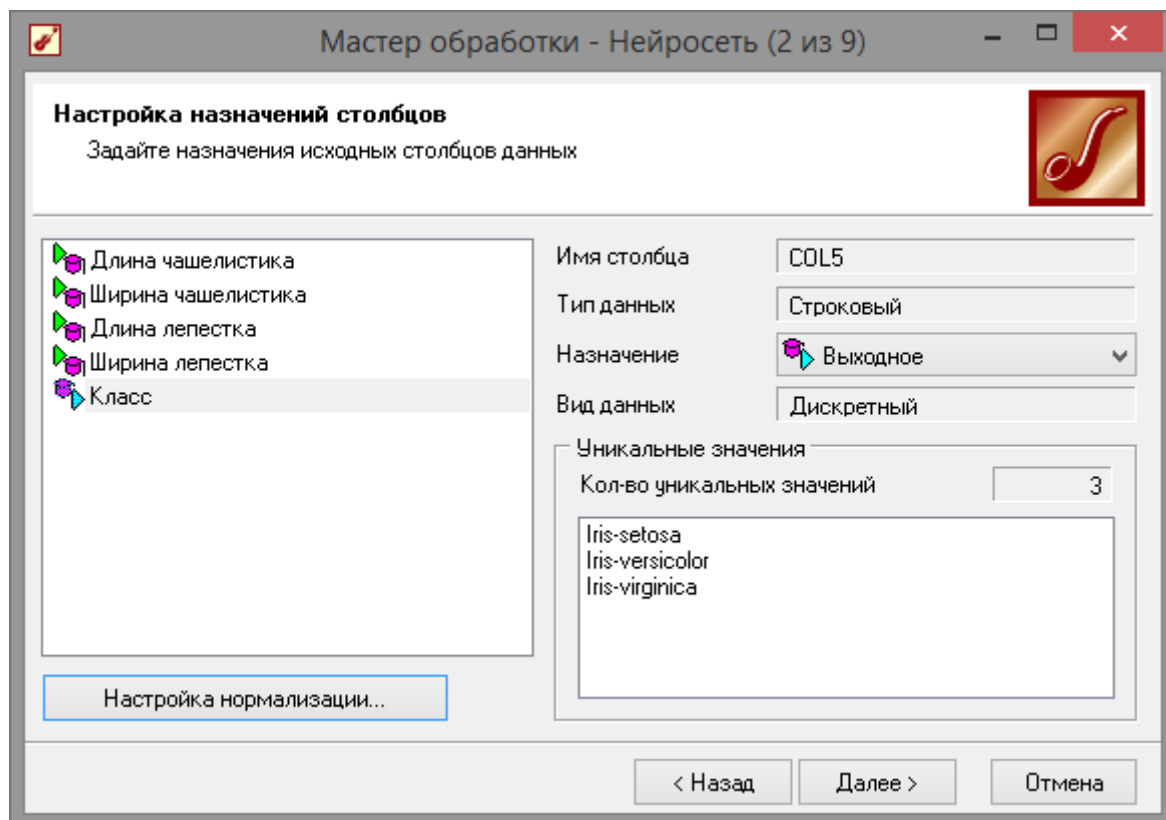 Мастер обработки - Нейросеть (2 из 9)
Настройка назначений столбцов
Задайте назначения исходных столбцов данных
Длина чашелистика
Ширина чашелистика
Длина лепестка
Ширина лепестка
Класс
Настройка нормализации...
Имя столбца COL5
Тип данных Строковый
Назначение Выходное
Вид данных Дискретный
Уникальные значения
Кол-во уникальных значений 3
Iris-setosa
Iris-versicolor
Iris-virginica
< Назад Далее > Отмена